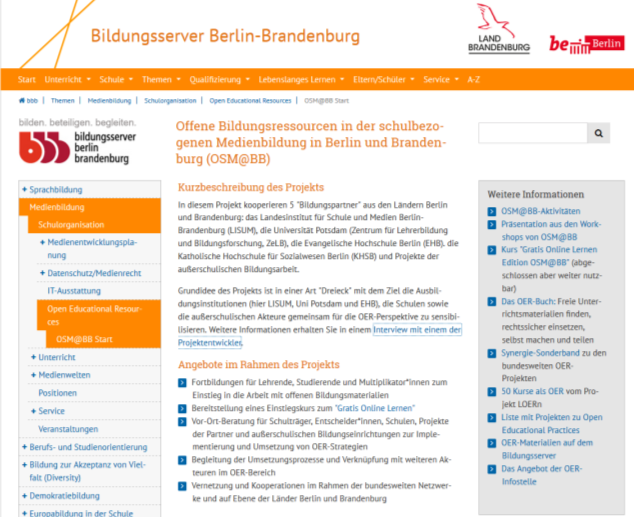 Bildungsserver Berlin-Brandenburg
LAND
BRANDENBURG
be Berlin
Start Unterricht Schule Themen Qualifizierung Lebenslanges Lernen Eltern/Schüler Service A-Z
bbb | Themen | Medienbildung | Schulorganisation | Open Educational Resources | OSM@BB Start
bilden. beteiligen. begleiten.
bbb bildungsserver
berlin
brandenburg
+ Sprachbildung
Medienbildung
Schulorganisation
+ Medienentwicklungspla-
nung
+ Datenschutz/Medienrecht
IT-Ausstattung
Open Educational Resour-
ces
OSM@BB Start
+ Unterricht
+ Medienwelten
Positionen
+ Service
Veranstaltungen
+ Berufs- und Studienorientierung
+ Bildung zur Akzeptanz von Viel-
falt (Diversity)
+ Demokratiebildung
+ Europabildung in der Schule
Offene Bildungsressourcen in der schulbezo-
genen Medienbildung in Berlin und Branden-
burg (OSM@BB)
Kurzbeschreibung des Projekts
In diesem Projekt kooperieren 5 "Bildungspartner" aus den Ländern Berlin
und Brandenburg: das Landesinstitut für Schule und Medien Berlin-
Brandenburg (LISUM), die Universität Potsdam (Zentrum für Lehrerbildung
und Bildungsforschung, ZeLB), die Evangelische Hochschule Berlin (EHB). die
Katholische Hochschule für Sozialwesen Berlin (KHSB) und Projekte der
außerschulischen Bildungsarbeit.
Grundidee des Projekts ist in einer Art "Dreieck" mit dem Ziel die Ausbil-
dungsinstitutionen (hier LISUM, Uni Potsdam und EHB), die Schulen sowie
die außerschulischen Akteure gemeinsam für die OER-Perspektive zu sensibi-
lisieren. Weitere Informationen erhalten Sie in einem Interview mit einem der
Projektentwickler.
Angebote im Rahmen des Projekts
Fortbildungen für Lehrende, Studierende und Multiplikator*innen zum
Einstieg in die Arbeit mit offenen Bildungsmaterialien
Bereitstellung eines Einstiegskurs zum "Gratis Online Lernen"
Vor-Ort-Beratung für Schulträger, Entscheider*innen, Schulen, Projekte
der Partner und außerschulischen Bildungseinrichtungen zur Imple-
mentierung und Umsetzung von OER-Strategien
Begleitung der Umsetzungsprozesse und Verknüpfung mit weiteren Ak-
teuren im OER-Bereich
Vernetzung und Kooperationen im Rahmen der bundesweiten Netzwer-
ke und auf Ebene der Länder Berlin und Brandenburg
Weitere Informationen
OSM@BB-Aktivitäten
Präsentation aus den Work-
shops von OSM@BB
Kurs "Gratis Online Lernen
Edition OSM@BB" (abge-
schlossen aber weiter nutz-
bar)
Das OER-Buch: Freie Unter-
richtsmaterialien finden,
rechtssicher einsetzen,
selbst machen und teilen
Synergie-Sonderband zu den
bundesweiten OER-
Projekten
50 Kurse als OER vom Pro-
jekt LOERn
Liste mit Projekten zu Open
Educational Practices
OER-Materialien auf dem
Bildungsserver
Das Angebot der OER-
Infostelle